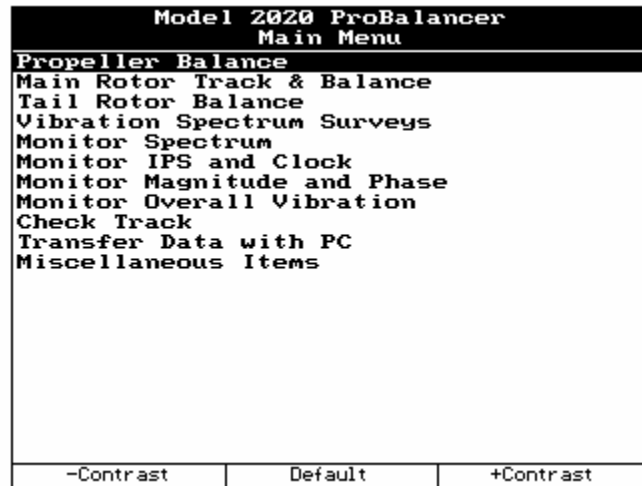 Model 2020 ProBalancer
Main Menu
Propeller Balance
Main Rotor Track & Balance
Tail Rotor Balance
Vibration Spectrum Surveys
Monitor Spectrum
Monitor IPS and Clock
Monitor Magnitude and Phase
Monitor Overall Vibration
Check Track
Transfer Data with PC
Miscellaneous Items
-Contrast Default +Contrast